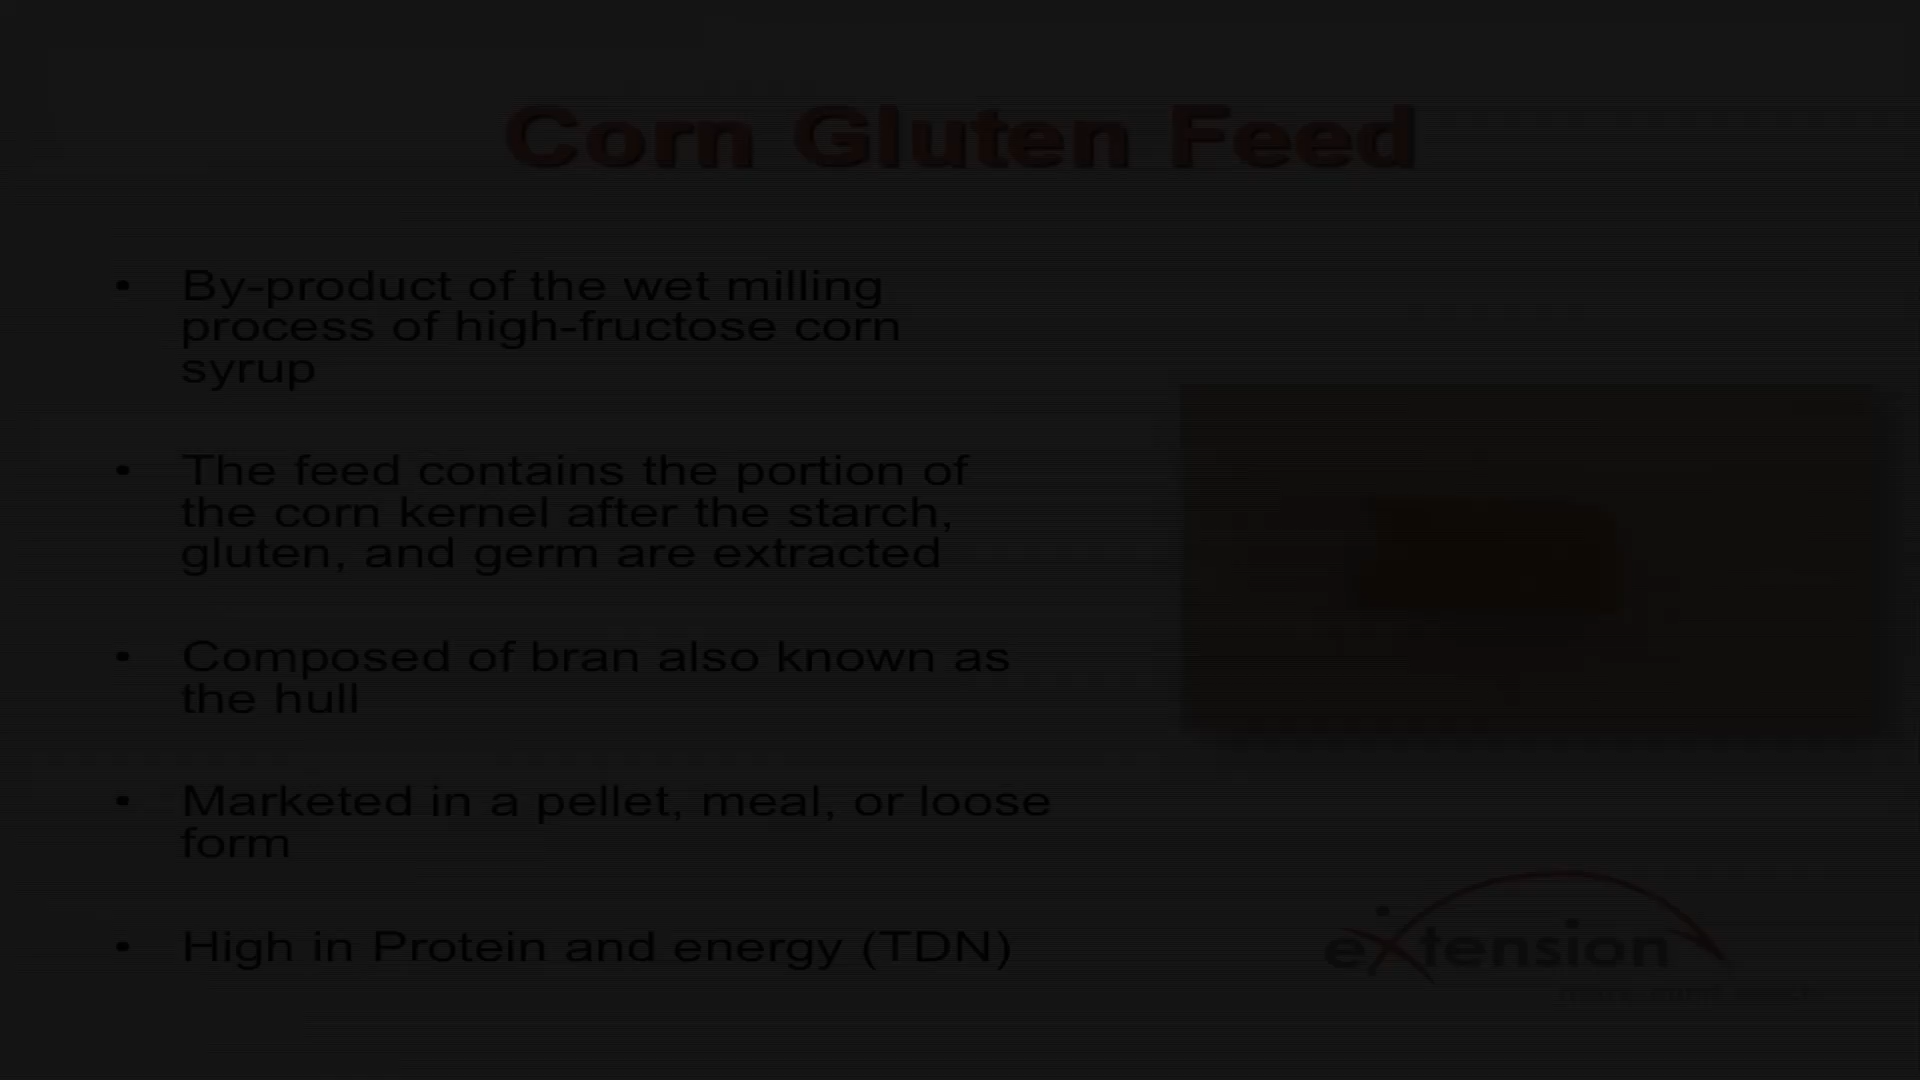 Corn Gluten Feed
• By-product of the wet milling
process of high-fructose corn
syrup
• The feed contains the portion of
the corn kernel after the starch,
gluten, and germ are extracted
• Composed of bran also known as
the hull
• Marketed in a pellet, meal, or loose
form
• High in Protein and energy (TDN)
extension